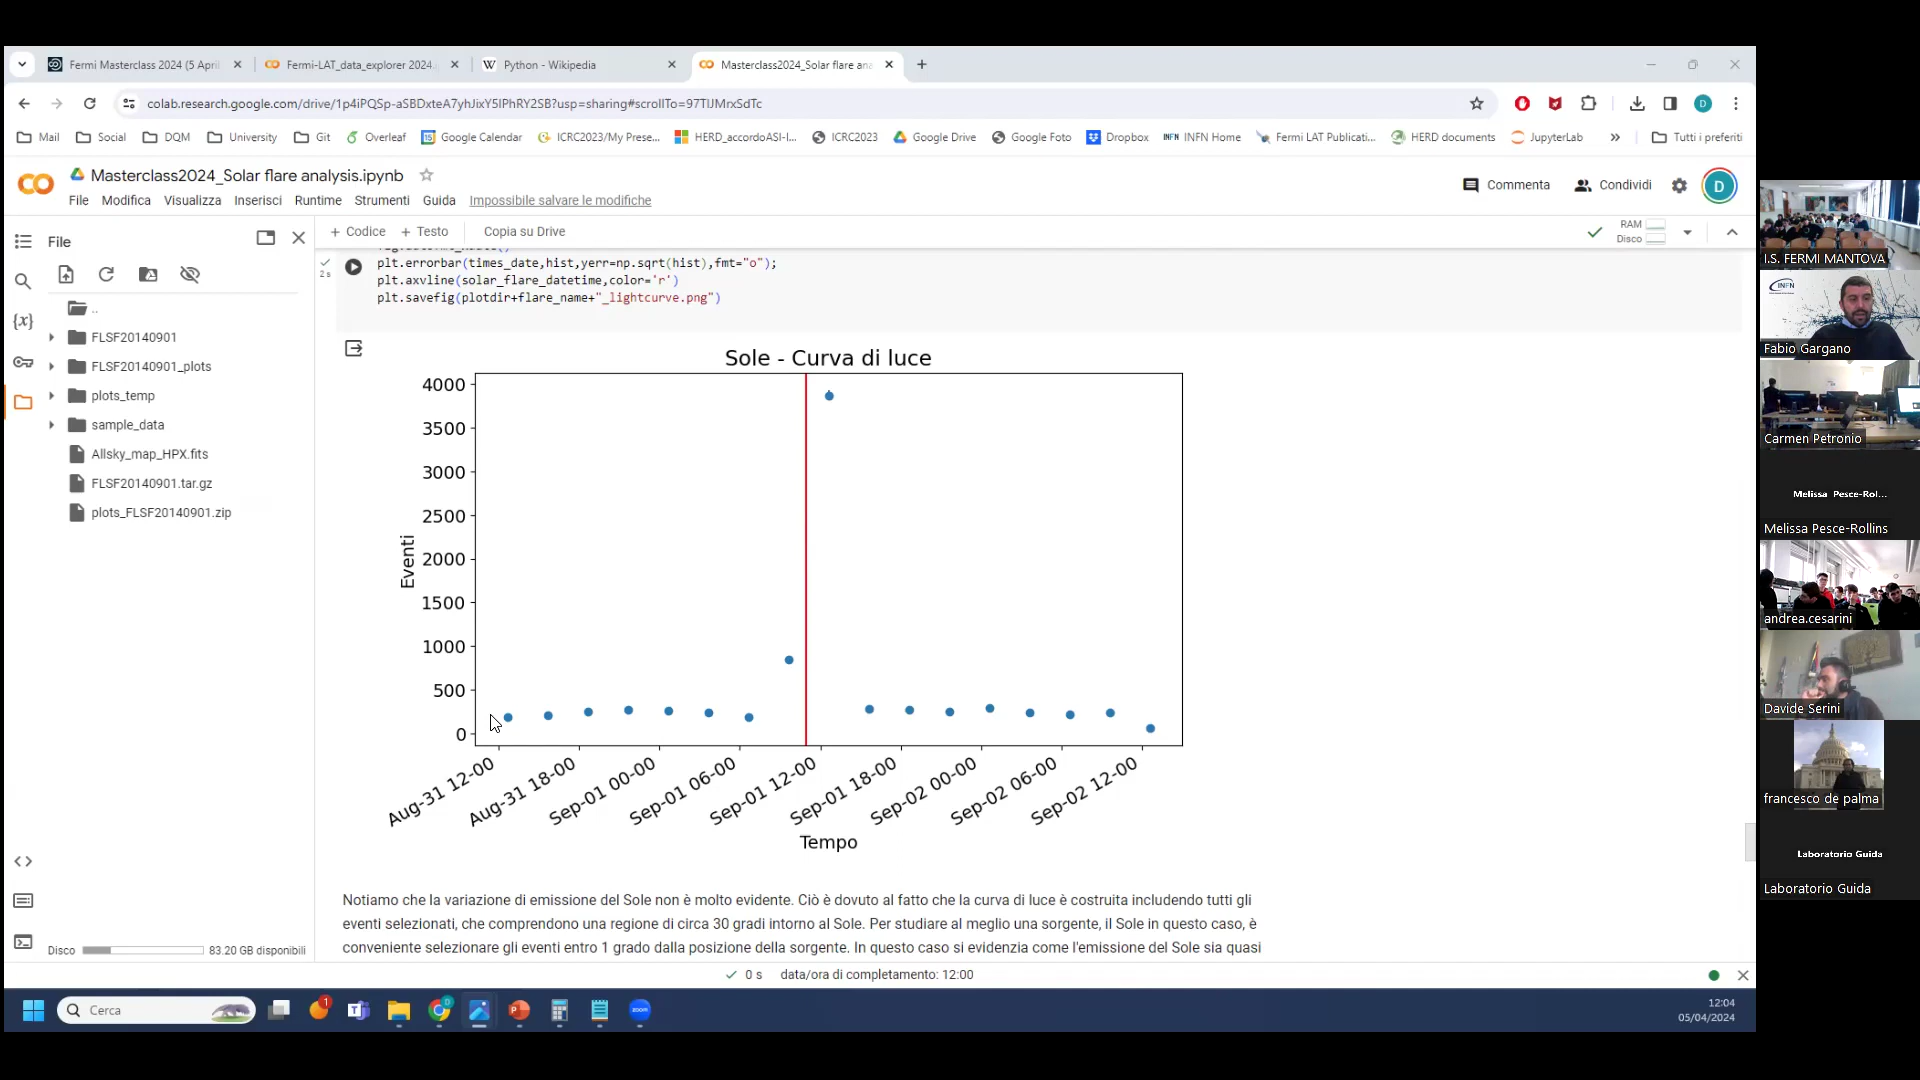 Fermi Masterclass 2024 (5 April
Fermi-LAT_data_explorer 2024.
Python - Wikipedia
Masterclass2024_Solar flare ana
colab.research.google.com/drive/1p4iPQSp-aSBDxteA7yhJixY5lPhRY2SB?usp=sharing#scrollTo=97TlJMrxSdTc
Mail
Social
DQM
University
Git
Overleaf
Google Calendar
ICRC2023/My Prese...
HERD_accordoASI-I...
ICRC2023
Google Drive
Google Foto
Dropbox
INFN Home
Fermi LAT Publicati...
HERD documents
JupyterLab
Tutti i preferiti
Masterclass2024_Solar flare analysis.ipynb
Commenta
Condividi
D
File Modifica Visualizza Inserisci Runtime Strumenti Guida Impossibile salvare le modifiche
File
+ Codice + Testo Copia su Drive
RAM
Disco
..
FLSF20140901
FLSF20140901_plots
plots_temp
sample_data
Allsky_map_HPX.fits
FLSF20140901.tar.gz
plots_FLSF20140901.zip
Disco
83.20 GB disponibili
2 s
plt.errorbar(times_date,hist,yerr=np.sqrt(hist),fmt="o");
plt.axvline(solar_flare_datetime,color='r')
plt.savefig(plotdir+flare_name+"_lightcurve.png")
Sole - Curva di luce
4000
3500
3000
2500
2000
1500
1000
500
0
Eventi
Aug-31 12-00
Aug-31 18-00
Sep-01 00-00
Sep-01 06-00
Sep-01 12-00
Sep-01 18-00
Sep-02 00-00
Sep-02 06-00
Sep-02 12-00
Tempo
Notiamo che la variazione di emissione del Sole non è molto evidente. Ciò è dovuto al fatto che la curva di luce è costruita includendo tutti gli
eventi selezionati, che comprendono una regione di circa 30 gradi intorno al Sole. Per studiare al meglio una sorgente, il Sole in questo caso, è
conveniente selezionare gli eventi entro 1 grado dalla posizione della sorgente. In questo caso si evidenzia come l'emissione del Sole sia quasi
0 s data/ora di completamento: 12:00
Cerca
1
zoom
12:04
05/04/2024
I.S. FERMI MANTOVA
INFN
Fabio Gargano
Carmen Petronio
Melissa Pesce-Rol...
Melissa Pesce-Rollins
andrea.cesarini
Davide Serini
francesco de palma
Laboratorio Guida
Laboratorio Guida